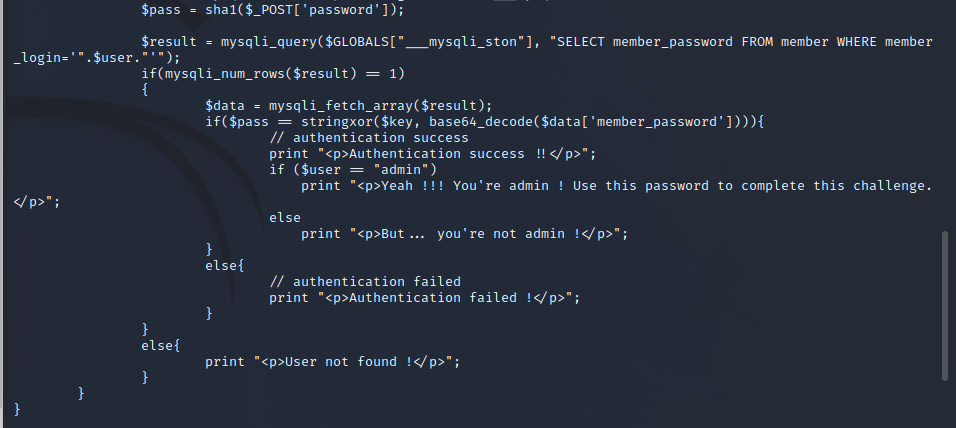 $pass = sha1($_POST['password']);
$result = mysqli_query($GLOBALS["___mysqli_ston"], "SELECT member_password FROM member WHERE member
_login='".$user."'");
if(mysqli_num_rows($result) == 1)
{
$data = mysqli_fetch_array($result);
if($pass == stringxor($key, base64_decode($data['member_password']))){
// authentication success
print "<p>Authentication success !!</p>";
if ($user == "admin")
print "<p>Yeah !!! You're admin ! Use this password to complete this challenge.
</p>";
else
print "<p>But... you're not admin !</p>";
}
else{
// authentication failed
print "<p>Authentication failed !</p>";
}
}
else{
print "<p>User not found !</p>";
}
}
}